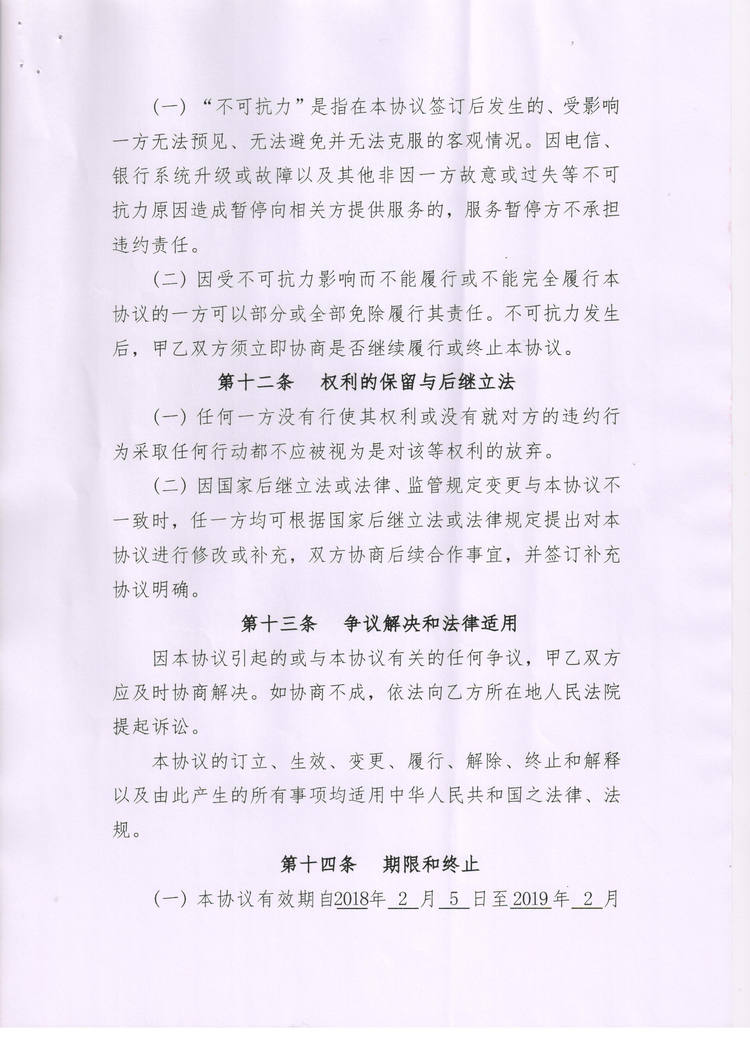 (一)“不可抗力”是指在本协议签订后发生的、受影响
一方无法预见、无法避免并无法克服的客观情况。因电信、
银行系统升级或故障以及其他非因一方故意或过失等不可
抗力原因造成暂停向相关方提供服务的，服务暂停方不承担
违约责任。
(二)因受不可抗力影响而不能履行或不能完全履行本
协议的一方可以部分或全部免除履行其责任。不可抗力发生
后，甲乙双方须立即协商是否继续履行或终止本协议。
第十二条 权利的保留与后继立法
(一)任何一方没有行使其权利或没有就对方的违约行
为采取任何行动都不应被视为是对该等权利的放弃。
(二)因国家后继立法或法律、监管规定变更与本协议不
一致时，任一方均可根据国家后继立法或法律规定提出对本
协议进行修改或补充，双方协商后续合作事宜，并签订补充
协议明确。
第十三条 争议解决和法律适用
因本协议引起的或与本协议有关的任何争议，甲乙双方
应及时协商解决。如协商不成，依法向乙方所在地人民法院
提起诉讼。
本协议的订立、生效、变更、履行、解除、终止和解释
以及由此产生的所有事项均适用中华人民共和国之法律、法
规。
第十四条 期限和终止
(一)本协议有效期自2018年 2 月 5 日至2019年 2 月